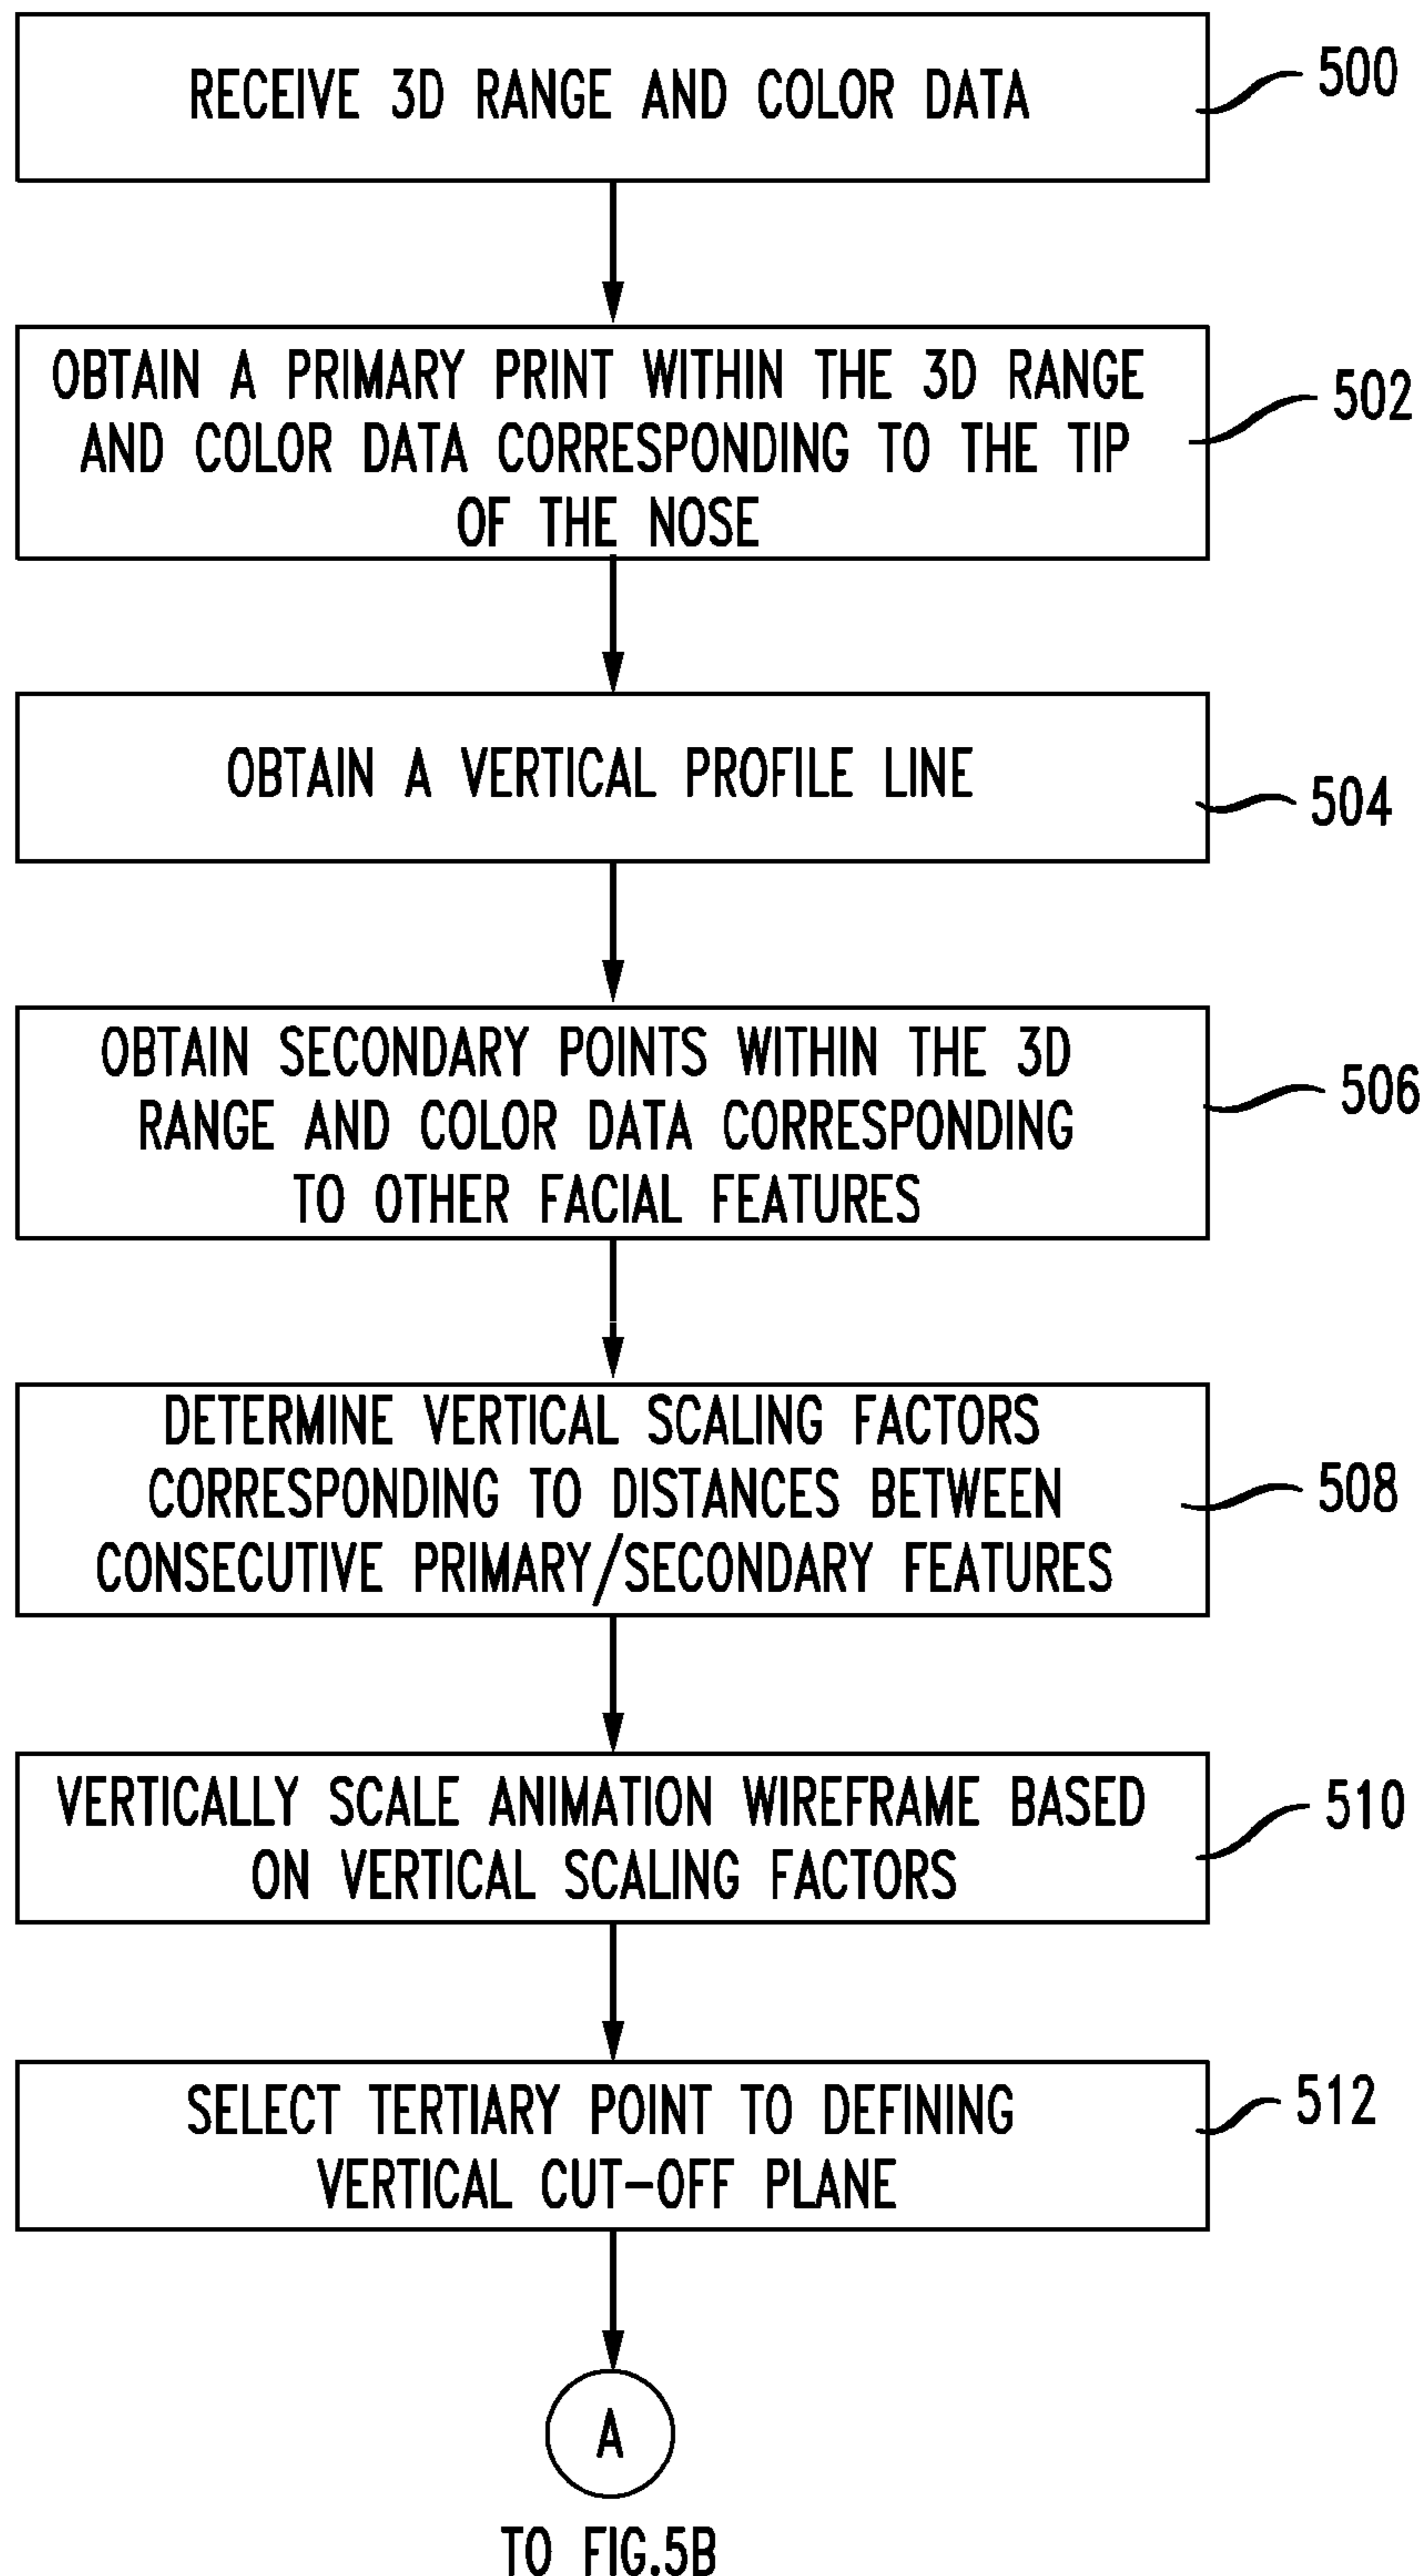 RECEIVE 3D RANGE AND COLOR DATA
500
OBTAIN A PRIMARY PRINT WITHIN THE 3D RANGE
AND COLOR DATA CORRESPONDING TO THE TIP
OF THE NOSE
502
OBTAIN A VERTICAL PROFILE LINE
504
OBTAIN SECONDARY POINTS WITHIN THE 3D
RANGE AND COLOR DATA CORRESPONDING
TO OTHER FACIAL FEATURES
506
DETERMINE VERTICAL SCALING FACTORS
CORRESPONDING TO DISTANCES BETWEEN
CONSECUTIVE PRIMARY/SECONDARY FEATURES
508
VERTICALLY SCALE ANIMATION WIREFRAME BASED
ON VERTICAL SCALING FACTORS
510
SELECT TERTIARY POINT TO DEFINING
VERTICAL CUT-OFF PLANE
512
A
TO FIG.5B